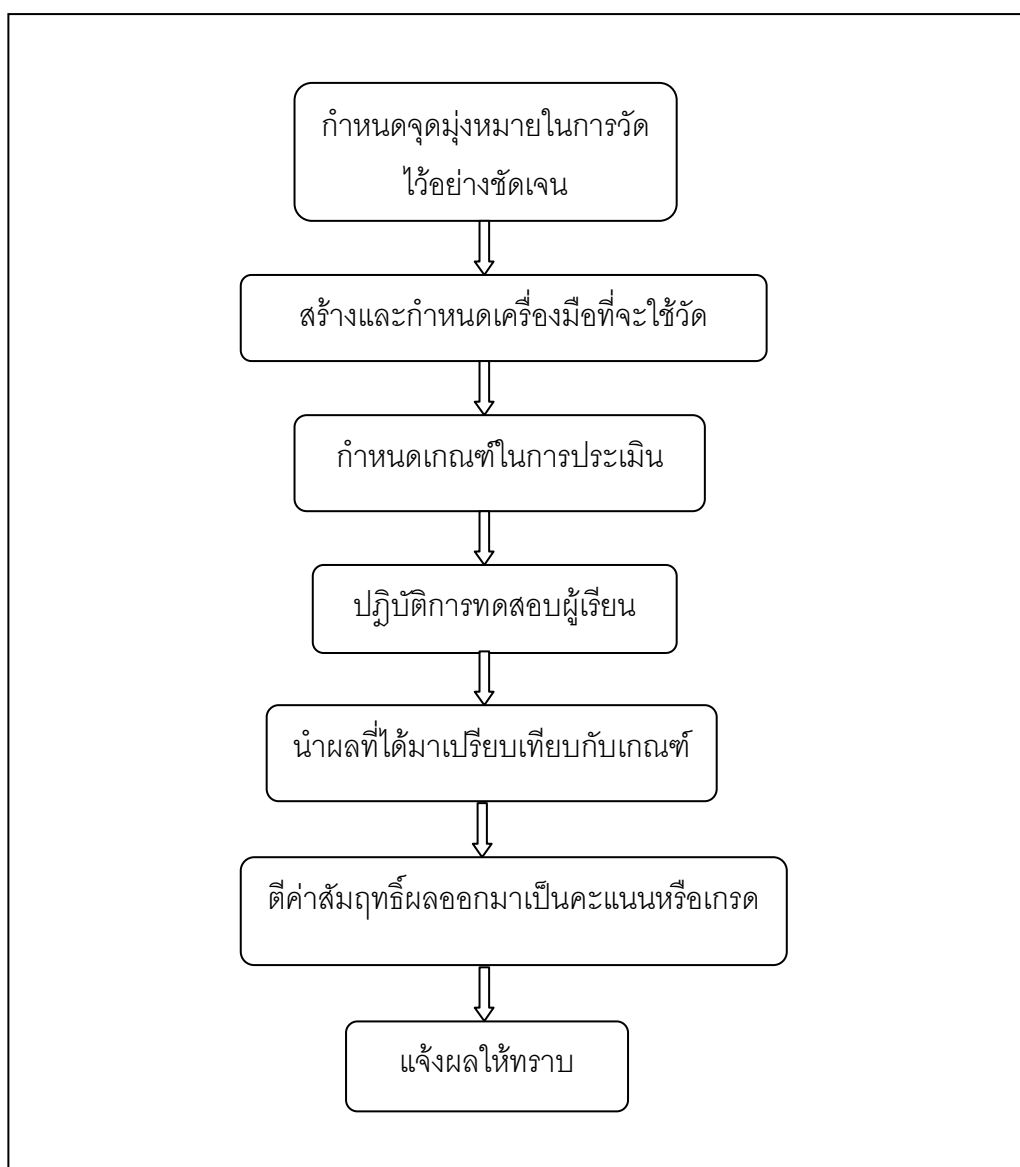 กำหนดจุดมุ่งหมายในการวัด
ไว้อย่างชัดเจน
สร้างและกำหนดเครื่องมือที่จะใช้วัด
กำหนดเกณฑ์ในการประเมิน
ปฏิบัติการทดสอบผู้เรียน
นำผลที่ได้มาเปรียบเทียบกับเกณฑ์
ตีค่าสัมฤทธิ์ผลออกมาเป็นคะแนนหรือเกรด
แจ้งผลให้ทราบ